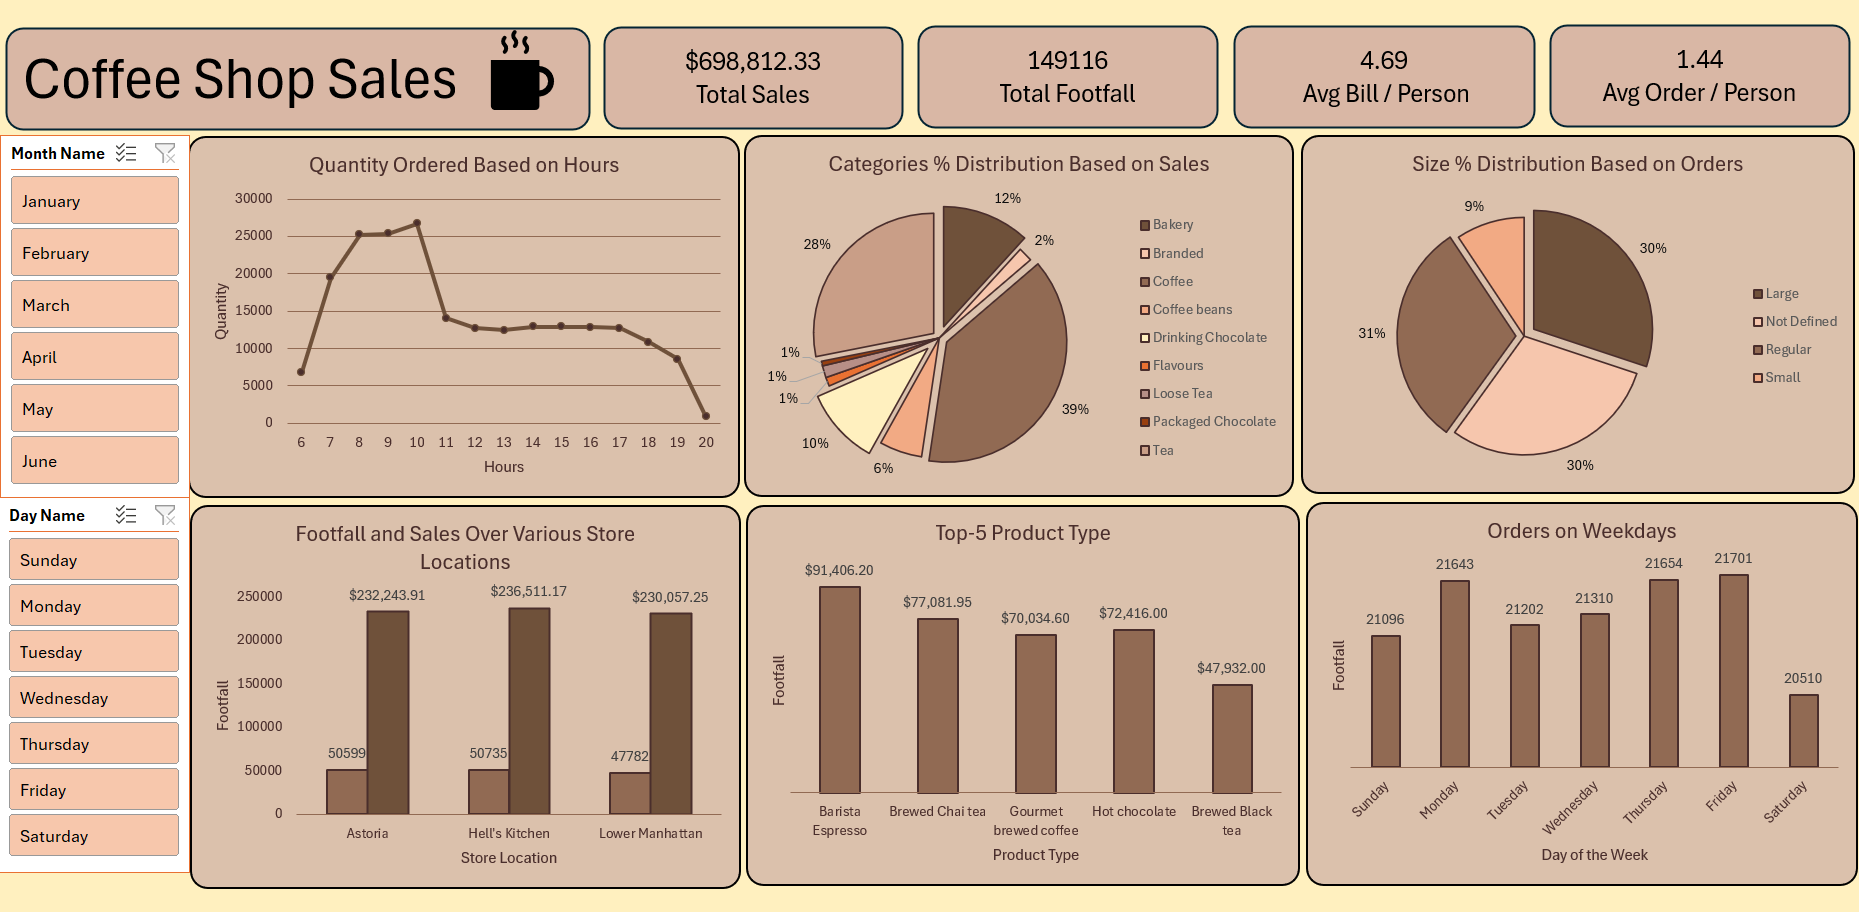 Coffee Shop Sales
$698,812.33
Total Sales
149116
Total Footfall
4.69
Avg Bill / Person
1.44
Avg Order / Person
Month Name
January
February
March
April
May
June
Day Name
Sunday
Monday
Tuesday
Wednesday
Thursday
Friday
Saturday
Quantity Ordered Based on Hours
Quantity
30000
25000
20000
15000
10000
5000
0
6 7 8 9 10 11 12 13 14 15 16 17 18 19 20
Hours
Categories % Distribution Based on Sales
12%
2%
39%
6%
10%
1%
1%
1%
28%
Bakery
Branded
Coffee
Coffee beans
Drinking Chocolate
Flavours
Loose Tea
Packaged Chocolate
Tea
Size % Distribution Based on Orders
9%
30%
31%
30%
Large
Not Defined
Regular
Small
Footfall and Sales Over Various Store
Locations
Footfall
250000
200000
150000
100000
50000
0
$232,243.91
$236,511.17
$230,057.25
50599
50735
47782
Astoria
Hell's Kitchen
Lower Manhattan
Store Location
Top-5 Product Type
Footfall
$91,406.20
$77,081.95
$70,034.60
$72,416.00
$47,932.00
Barista
Espresso
Brewed Chai tea
Gourmet
brewed coffee
Hot chocolate
Brewed Black
tea
Product Type
Orders on Weekdays
Footfall
21096
21643
21202
21310
21654
21701
20510
Sunday
Monday
Tuesday
Wednesday
Thursday
Friday
Saturday
Day of the Week